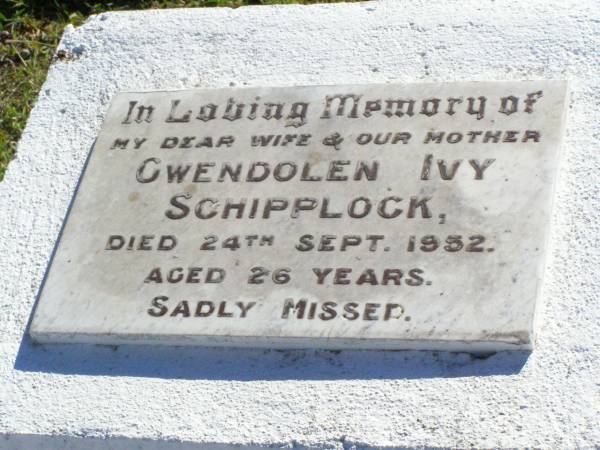 In Loving Memory of
MY DEAR WIFE & OUR MOTHER
GWENDOLEN IVY
SCHIPPLOCK,
DIED 24TH SEPT. 1952.
AGED 26 YEARS.
SADLY MISSED.